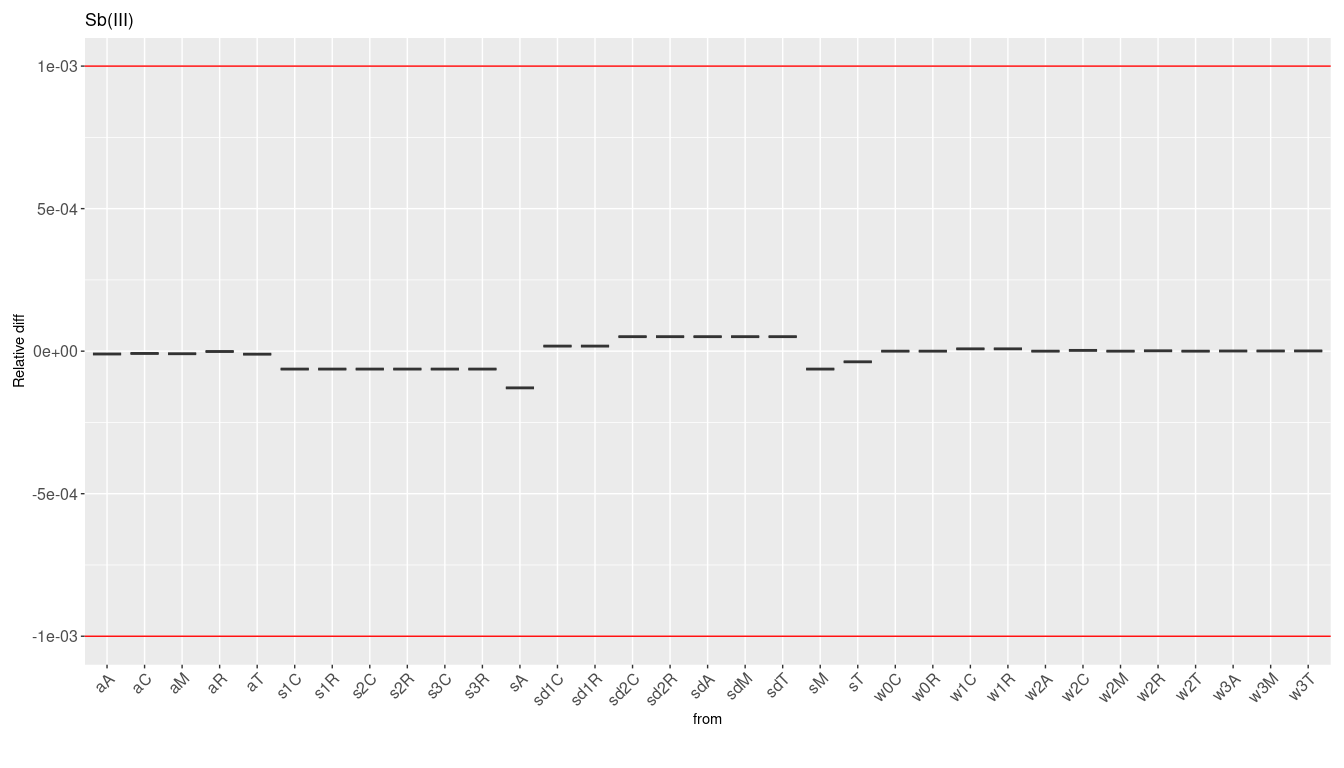 Sb(III)
1e-03
5e-04
0e+00
-5e-04
-1e-03
Relative diff
aA aC aM aR aT s1C s1R s2C s2R s3C s3R sA sd1C sd1R sd2C sd2R sdA sdM sdT sM sT w0C w0R w1C w1R w2A w2C w2M w2R w2T w3A w3M w3T
from